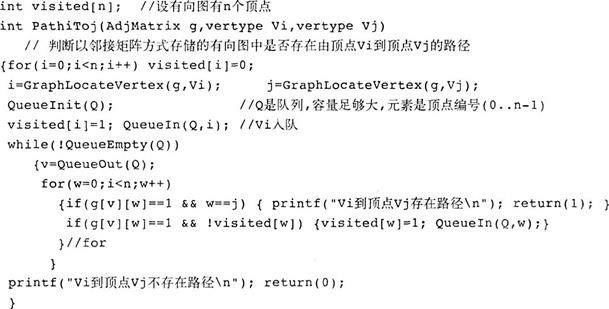 int visited[n]; //设有向图有n个顶点
int PathiToj(AdjMatrix g,vertype Vi,vertype Vj)
// 判断以邻接矩阵方式存储的有向图中是否存在由顶点Vi到顶点Vj的路径
{for(i=0;i<n;i++) visited[i]=0;
i=GraphLocateVertex(g,Vi); j=GraphLocateVertex(g,Vj);
QueueInit(Q); //Q是队列,容量足够大,元素是顶点编号(0..n-1)
visited[i]=1; QueueIn(Q,i); //Vi入队
while(!QueueEmpty(Q))
{v=QueueOut(Q);
for(w=0;i<n;w++)
{if(g[v][w]==1 && w==j) { printf("Vi到顶点Vj存在路径\n"); return(1); }
if(g[v][w]==1 && !visited[w]) {visited[w]=1; QueueIn(Q,w);}
}//for
}
printf("Vi到顶点Vj不存在路径\n"); return(0);
}